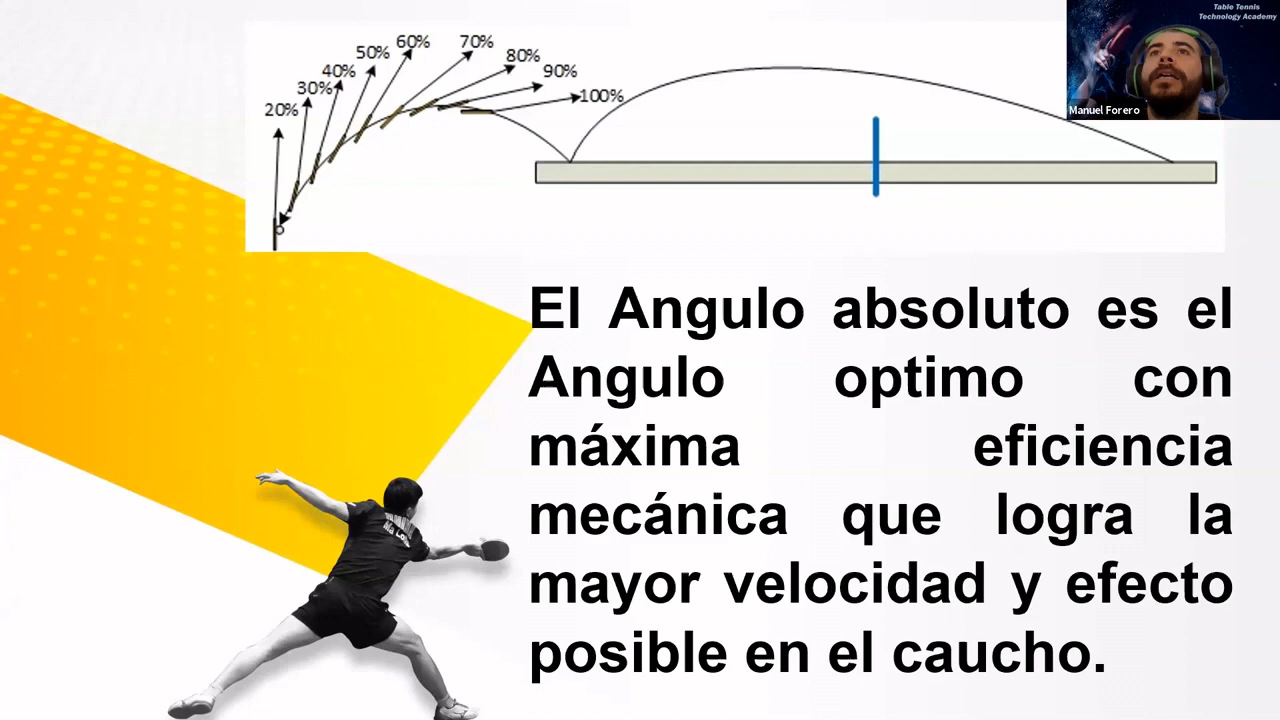 Table Tennis
Technology Academy
Manuel Forero
20%
30%
40%
50%
60%
70%
80%
90%
100%
El Angulo absoluto es el
Angulo optimo con
máxima eficiencia
mecánica que logra la
mayor velocidad y efecto
posible en el caucho.